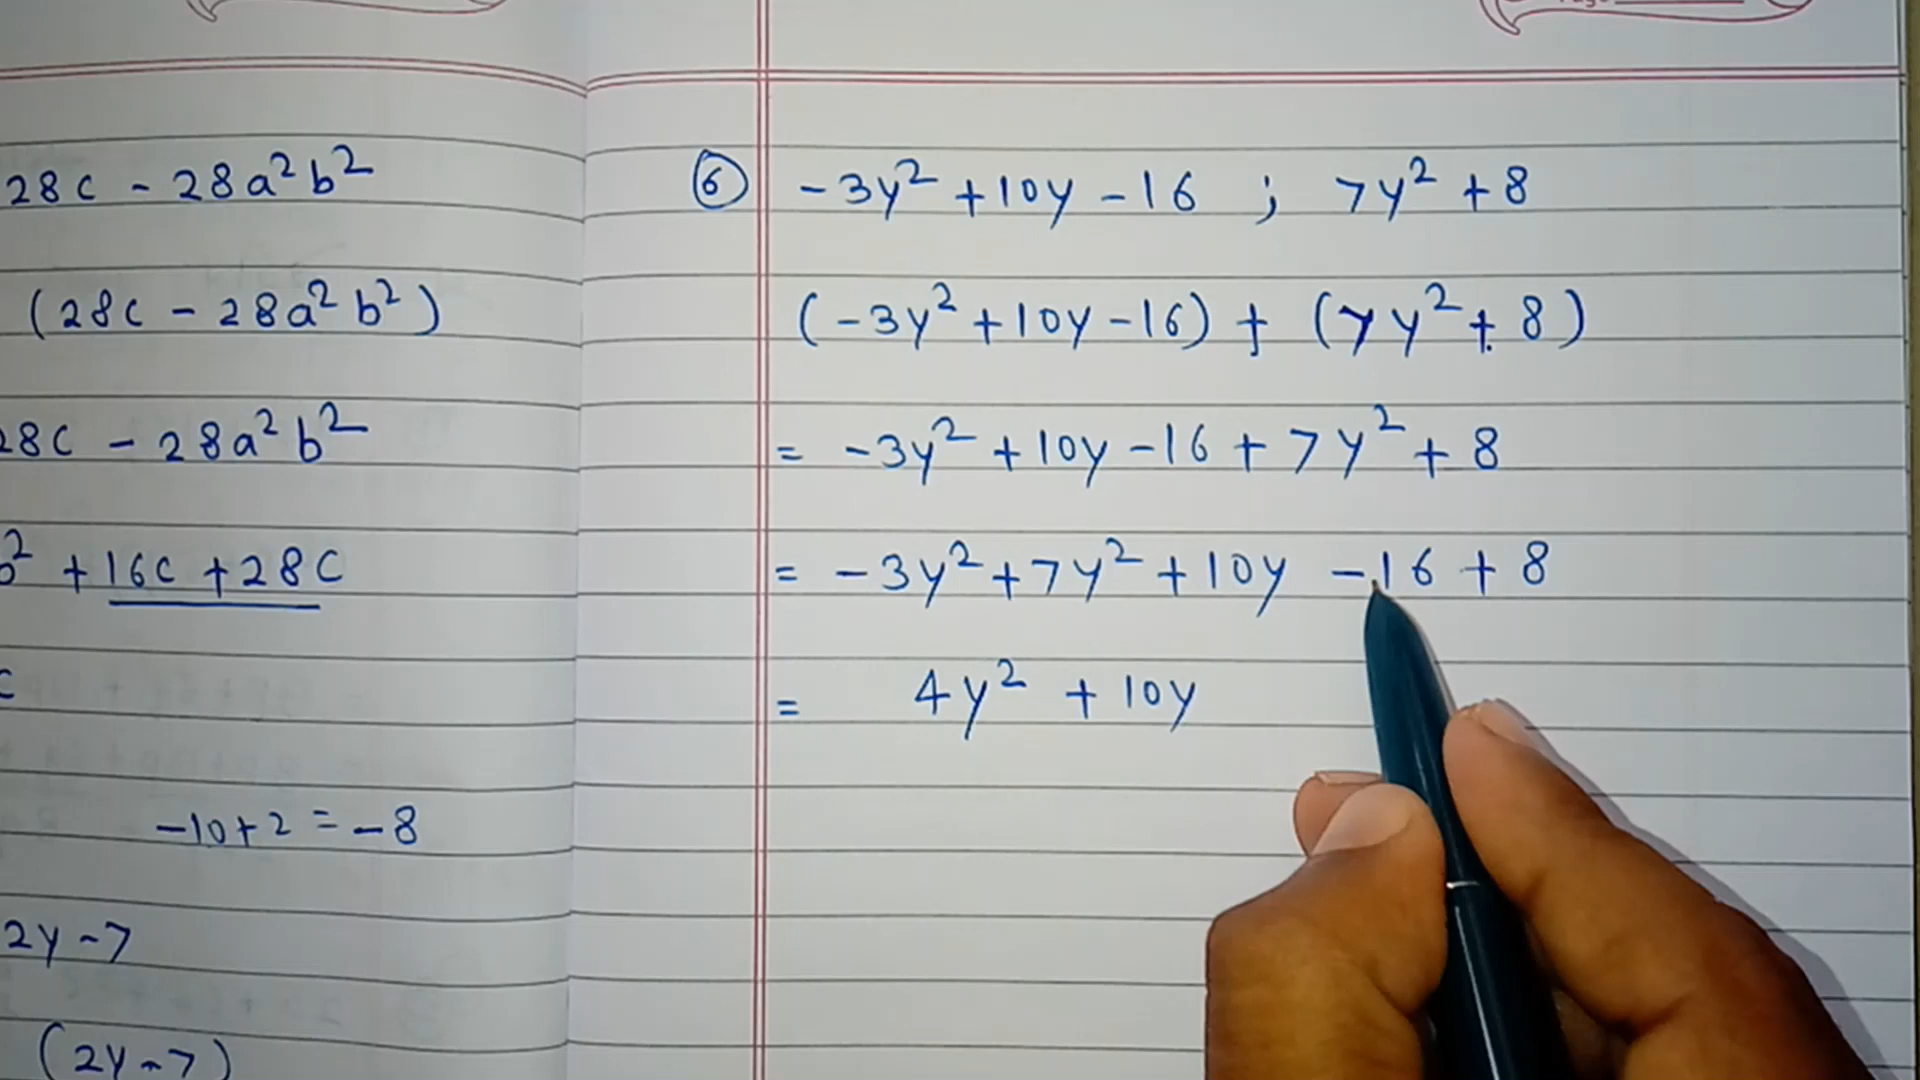 28c - 28a²b²
(28c - 28a²b²)
28c - 28a²b²
b² + 16c + 28c
c
-10+2 = -8
2y-7
(2y-7)
⑥ -3y² + 10y - 16 ; 7y² + 8
(-3y² + 10y - 16) + (7y² + 8)
= -3y² + 10y - 16 + 7y² + 8
= -3y² + 7y² + 10y - 16 + 8
= 4y² + 10y